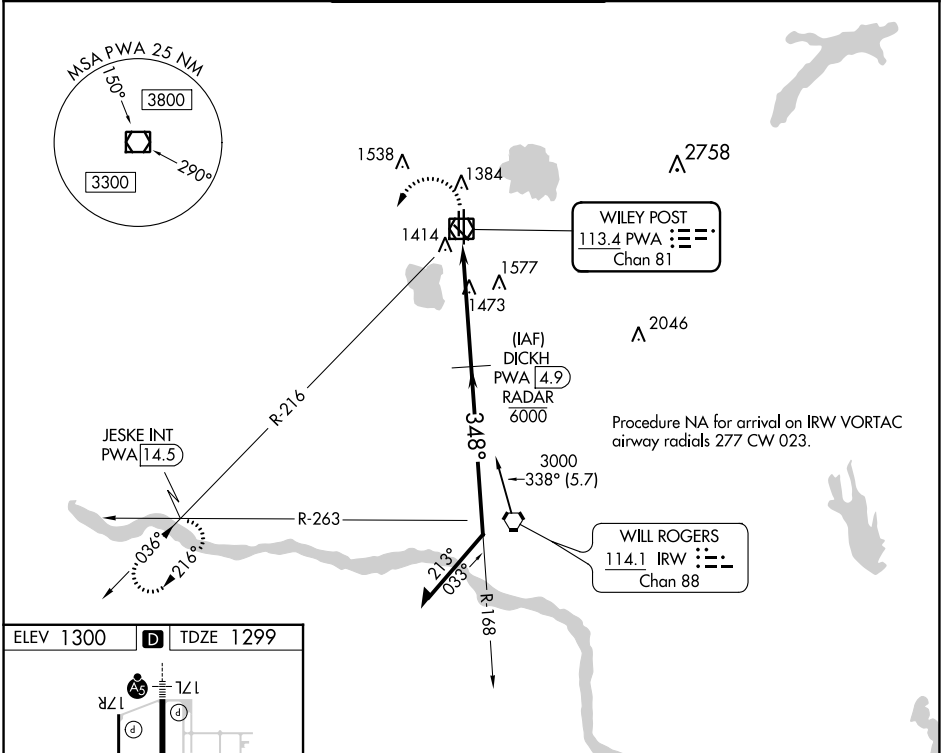 MSA PWA 25 NM
150°
3800
290°
3300
1538
1384
2758
1414
WILEY POST
113.4 PWA
Chan 81
1577
1473
2046
(IAF)
DICKH
PWA 4.9
RADAR
6000
R-216
348°
Procedure NA for arrival on IRW VORTAC
airway radials 277 CW 023.
JESKE INT
PWA 14.5
3000
338° (5.7)
R-263
WILL ROGERS
114.1 IRW
Chan 88
036°
216°
213°
033°
R-168
ELEV 1300
D
TDZE 1299
A5
17R
17L
P
P